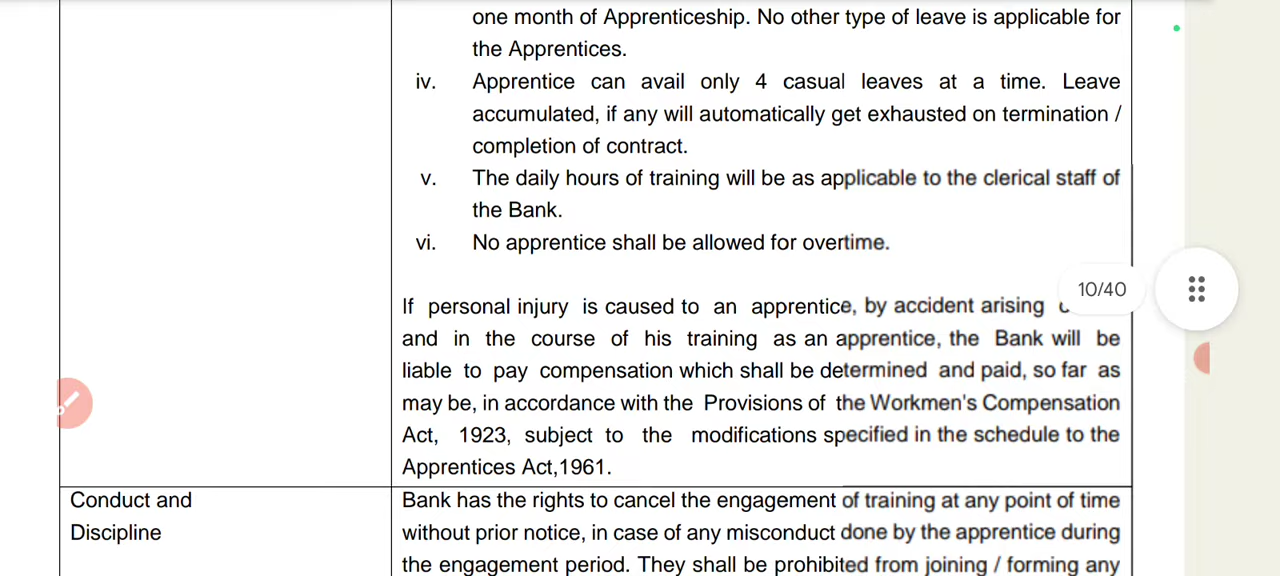 one month of Apprenticeship. No other type of leave is applicable for
the Apprentices.
iv. Apprentice can avail only 4 casual leaves at a time. Leave
accumulated, if any will automatically get exhausted on termination /
completion of contract.
v. The daily hours of training will be as applicable to the clerical staff of
the Bank.
vi. No apprentice shall be allowed for overtime.
10/40
If personal injury is caused to an apprentice, by accident arising
and in the course of his training as an apprentice, the Bank will be
liable to pay compensation which shall be determined and paid, so far as
may be, in accordance with the Provisions of the Workmen's Compensation
Act, 1923, subject to the modifications specified in the schedule to the
Apprentices Act,1961.
Conduct and
Discipline
Bank has the rights to cancel the engagement of training at any point of time
without prior notice, in case of any misconduct done by the apprentice during
the engagement period. They shall be prohibited from joining / forming any